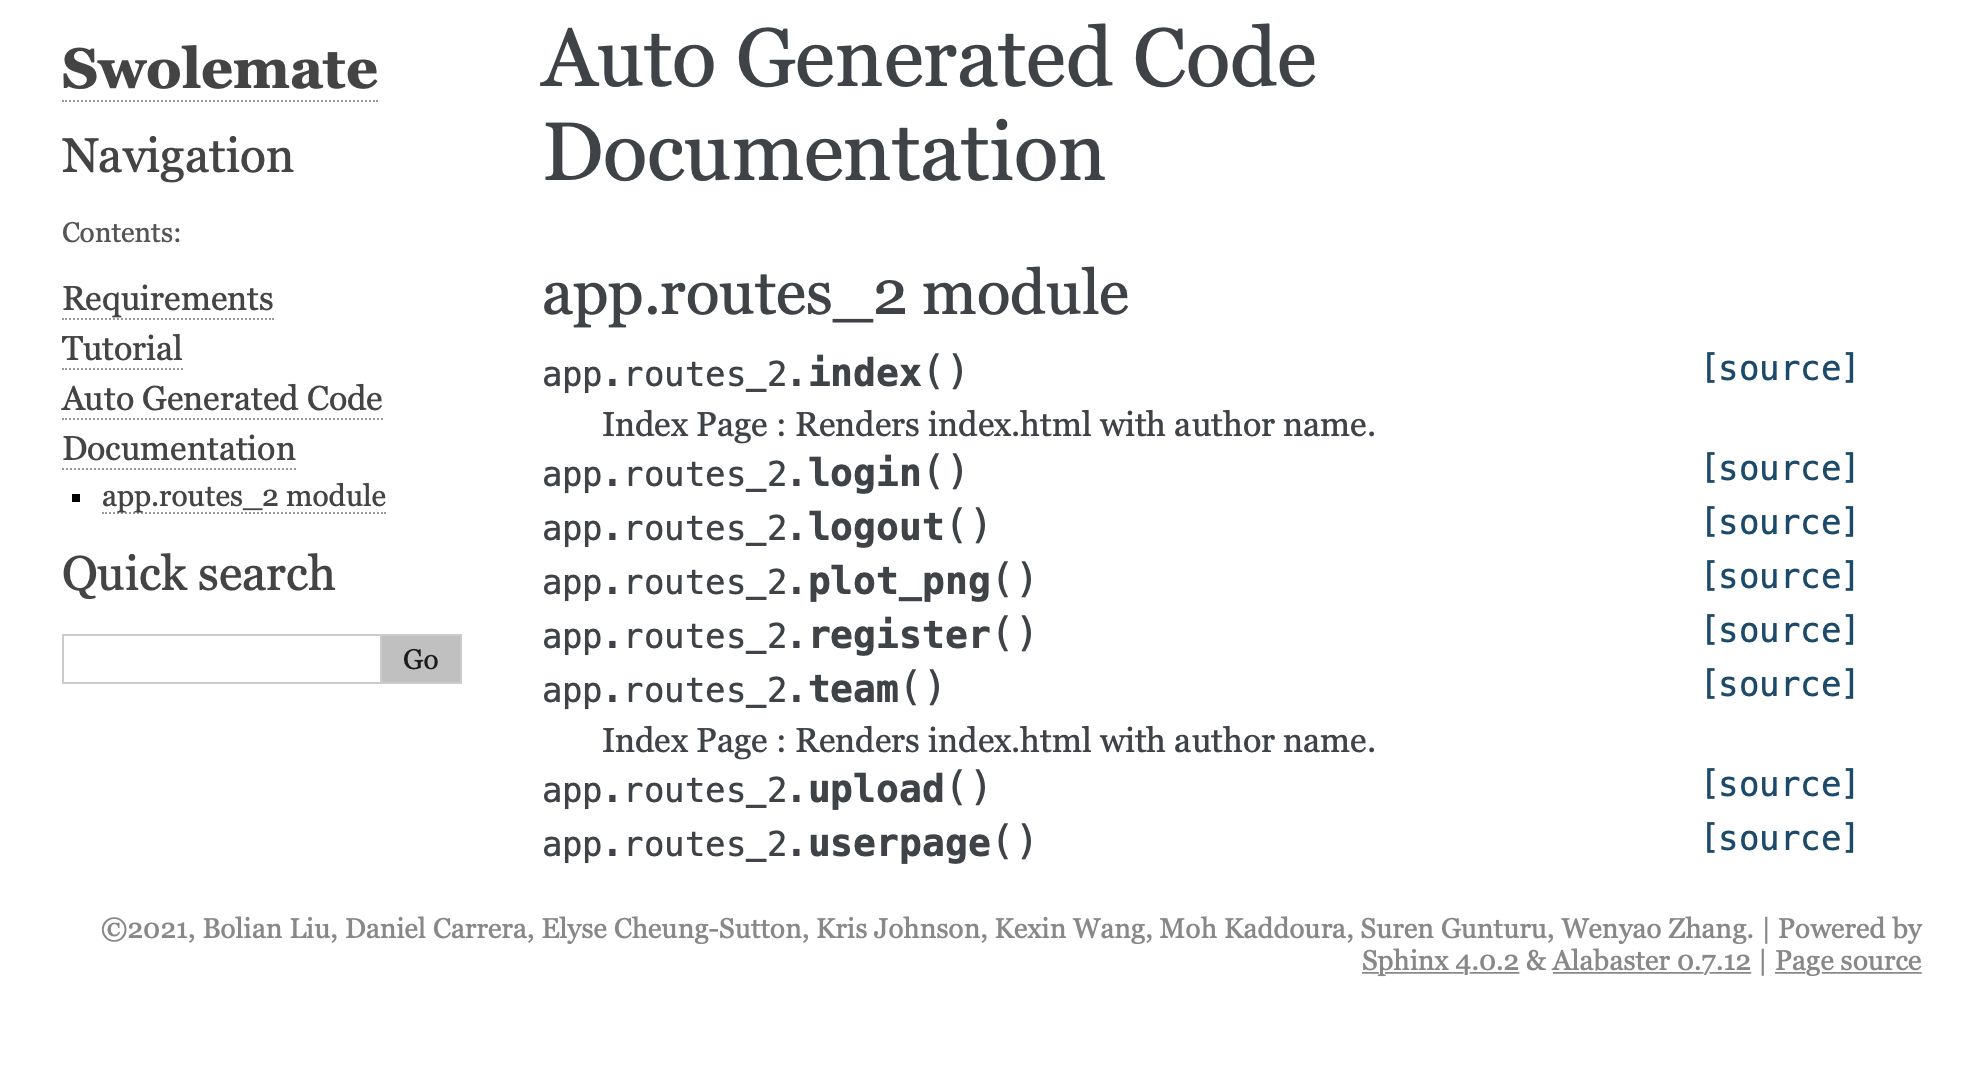 Swolemate
Navigation
Contents:
Requirements
Tutorial
Auto Generated Code
Documentation
app.routes_2 module
Quick search
Go
Auto Generated Code
Documentation
app.routes_2 module
app.routes_2.index() [source]
Index Page : Renders index.html with author name.
app.routes_2.login() [source]
app.routes_2.logout() [source]
app.routes_2.plot_png() [source]
app.routes_2.register() [source]
app.routes_2.team() [source]
Index Page : Renders index.html with author name.
app.routes_2.upload() [source]
app.routes_2.userpage() [source]
©2021, Bolian Liu, Daniel Carrera, Elyse Cheung-Sutton, Kris Johnson, Kexin Wang, Moh Kaddoura, Suren Gunturu, Wenyao Zhang. | Powered by
Sphinx 4.0.2 & Alabaster 0.7.12 | Page source